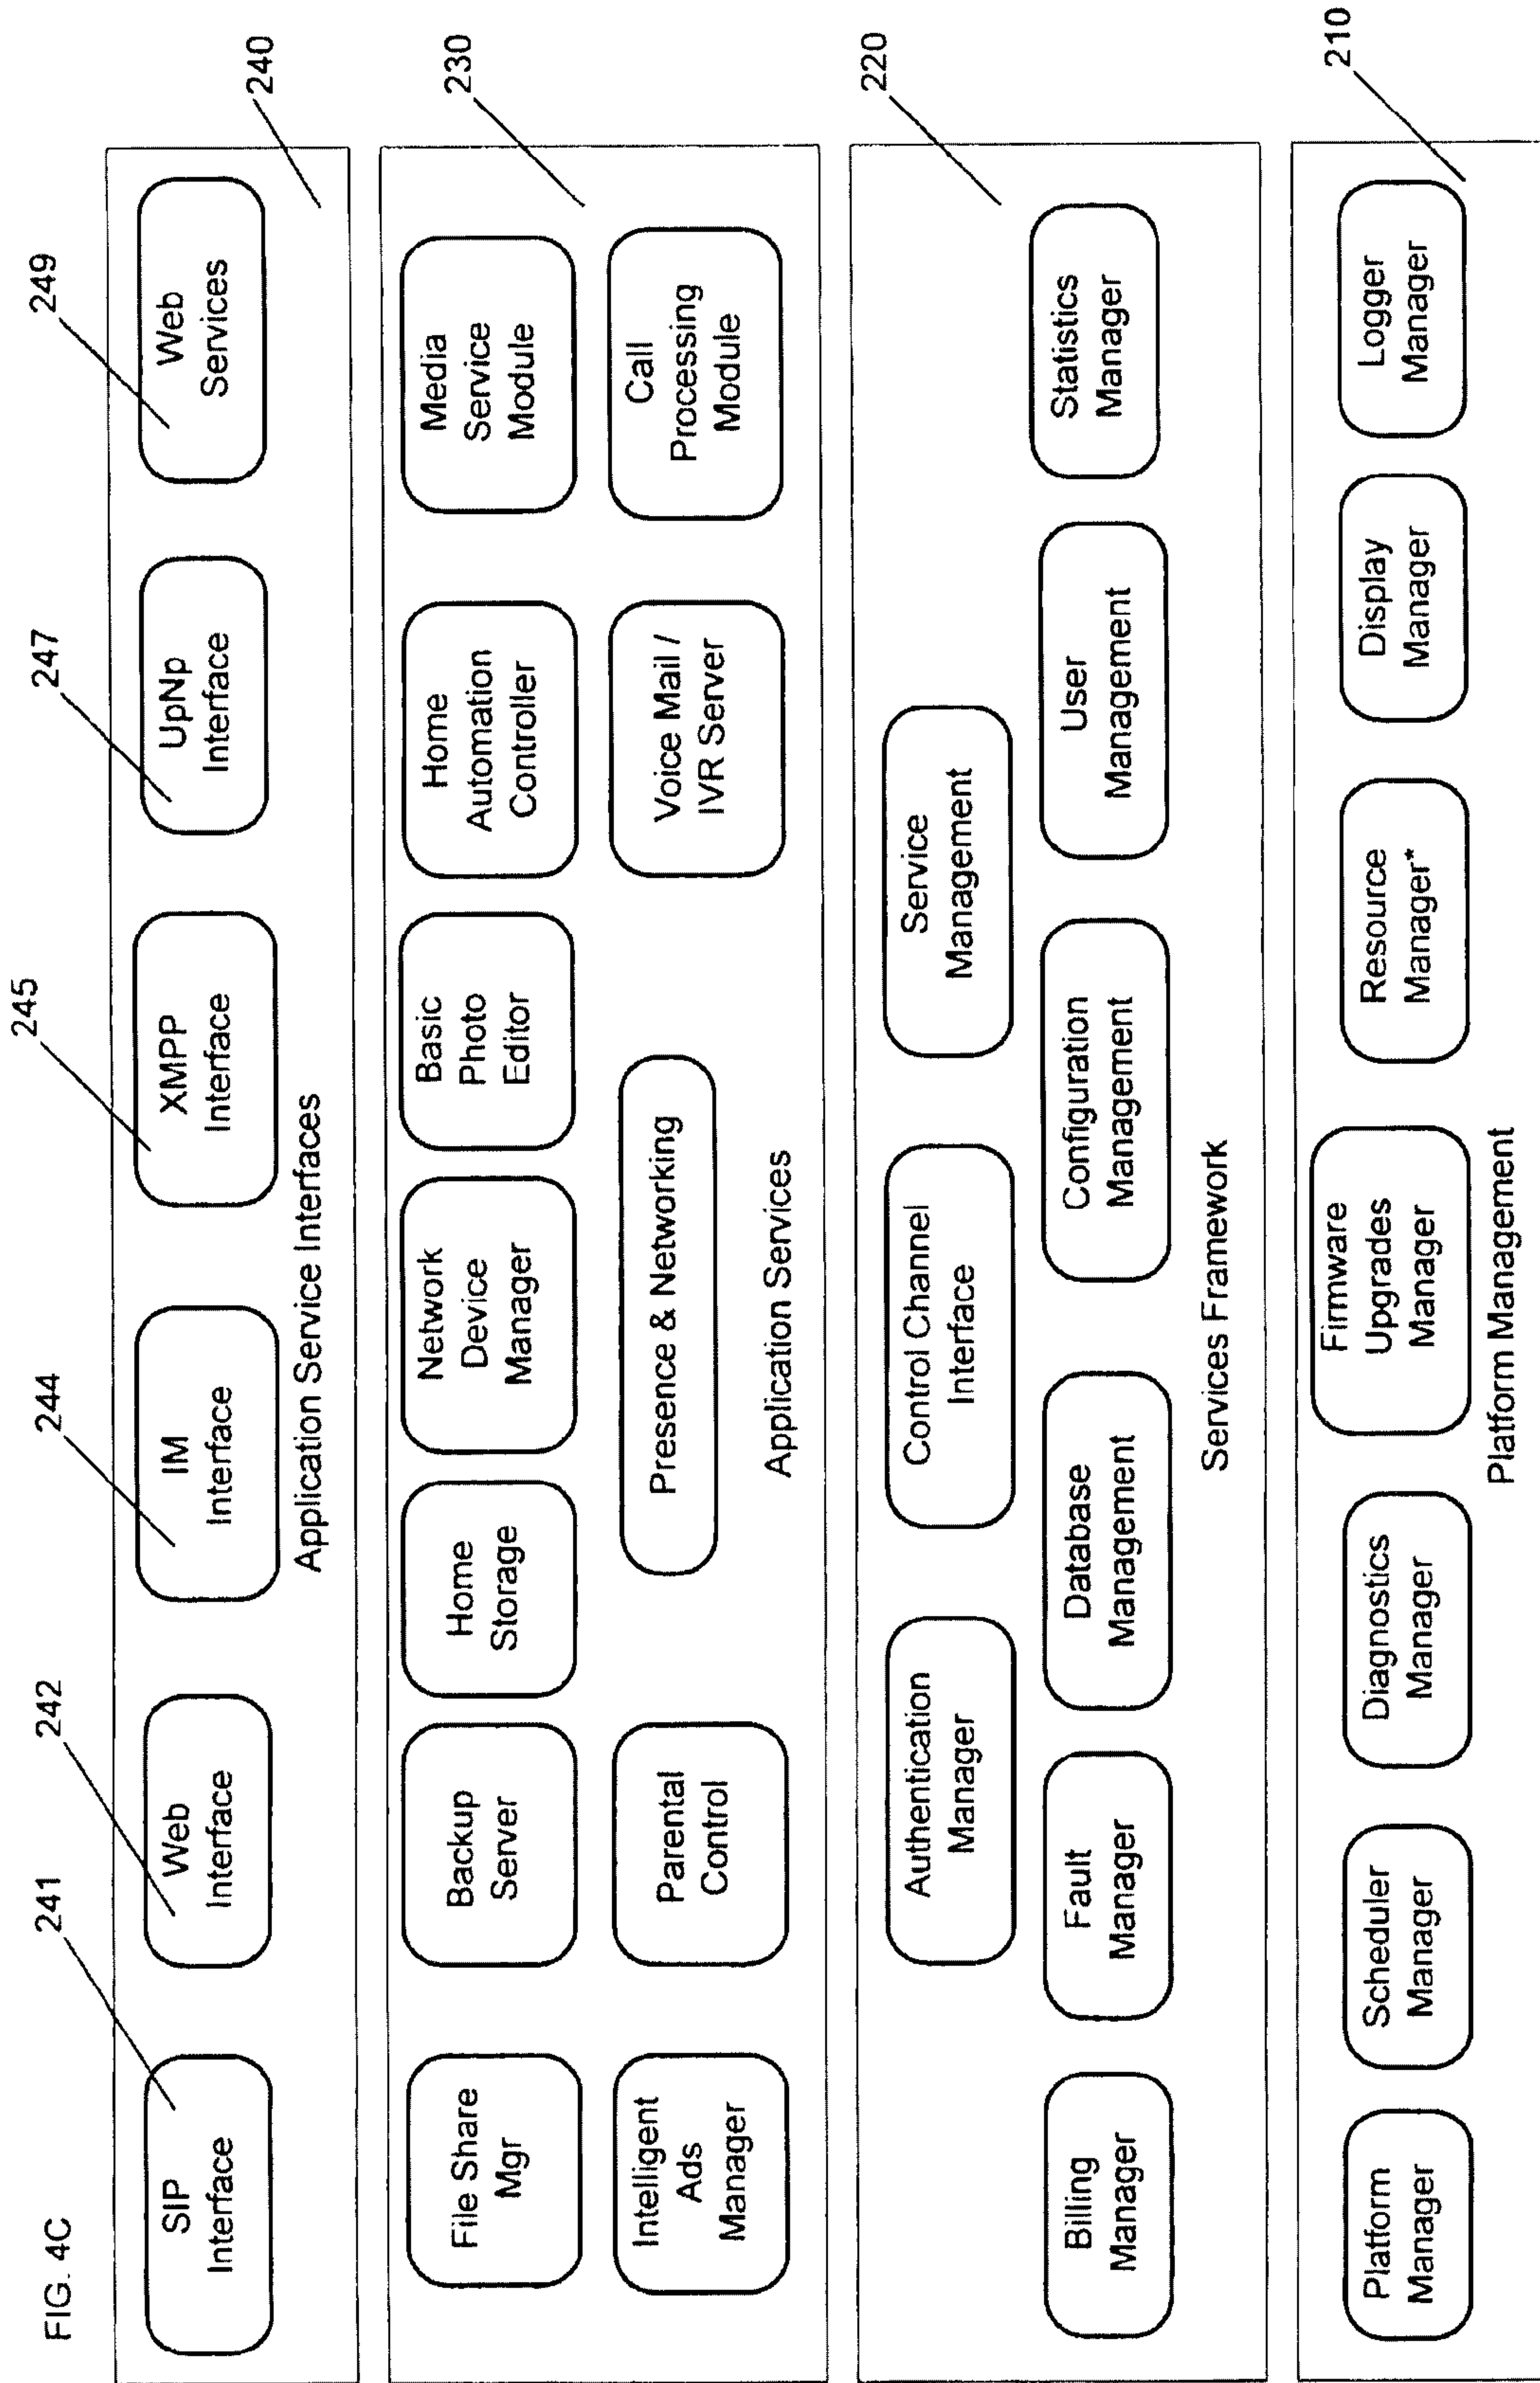 FIG. 4C
241
242
244
245
247
249
240
SIP
Interface
Web
Interface
IM
Interface
XMPP
Interface
UpNp
Interface
Web
Services
Application Service Interfaces
230
File Share
Mgr
Backup
Server
Home
Storage
Network
Device
Manager
Basic
Photo
Editor
Home
Automation
Controller
Media
Service
Module
Intelligent
Ads
Manager
Parental
Control
Presence & Networking
Voice Mail /
IVR Server
Call
Processing
Module
Application Services
220
Authentication
Manager
Control Channel
Interface
Service
Management
Billing
Manager
Fault
Manager
Database
Management
Configuration
Management
User
Management
Statistics
Manager
Services Framework
210
Platform
Manager
Scheduler
Manager
Diagnostics
Manager
Firmware
Upgrades
Manager
Resource
Manager*
Display
Manager
Logger
Manager
Platform Management